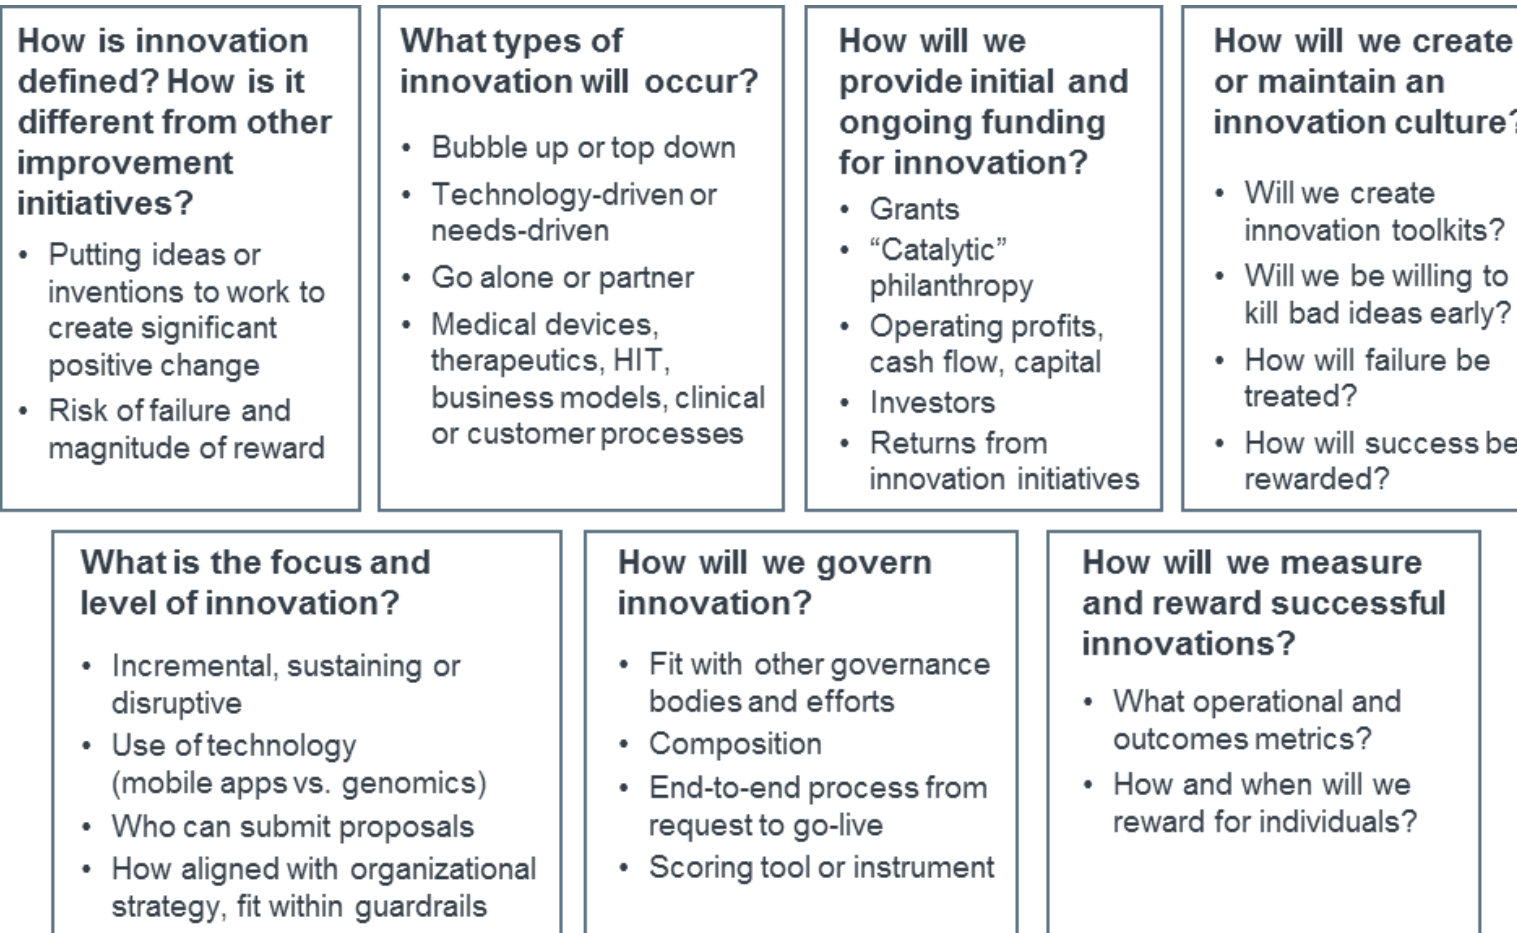 How is innovation
defined? How is it
different from other
improvement
initiatives?
• Putting ideas or
inventions to work to
create significant
positive change
• Risk of failure and
magnitude of reward
What types of
innovation will occur?
• Bubble up or top down
• Technology-driven or
needs-driven
• Go alone or partner
• Medical devices,
therapeutics, HIT,
business models, clinical
or customer processes
How will we
provide initial and
ongoing funding
for innovation?
• Grants
• “Catalytic”
philanthropy
• Operating profits,
cash flow, capital
• Investors
• Returns from
innovation initiatives
How will we create
or maintain an
innovation culture?
• Will we create
innovation toolkits?
• Will we be willing to
kill bad ideas early?
• How will failure be
treated?
• How will success be
rewarded?
What is the focus and
level of innovation?
• Incremental, sustaining or
disruptive
• Use of technology
(mobile apps vs. genomics)
• Who can submit proposals
• How aligned with organizational
strategy, fit within guardrails
How will we govern
innovation?
• Fit with other governance
bodies and efforts
• Composition
• End-to-end process from
request to go-live
• Scoring tool or instrument
How will we measure
and reward successful
innovations?
• What operational and
outcomes metrics?
• How and when will we
reward for individuals?